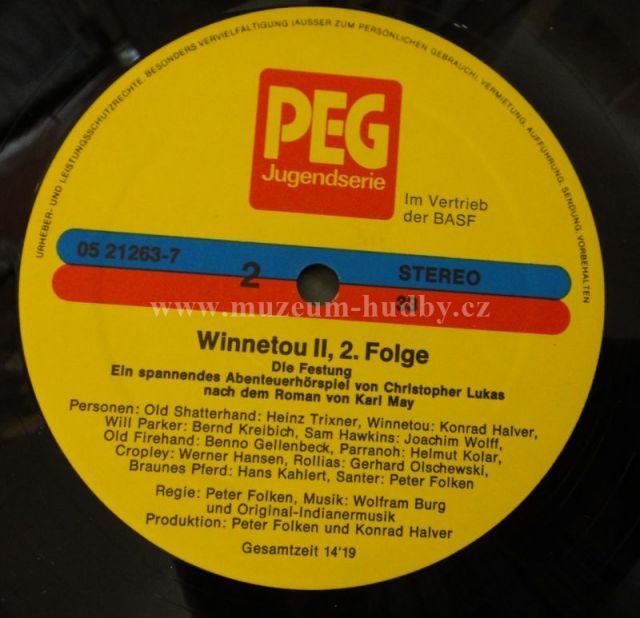 URHEBER- UND LEISTUNGSSCHUTZRECHTE, BESONDERS VERVIELFÄLTIGUNG (AUSSER ZUM PERSÖNLICHEN GEBRAUCH), VERMIETUNG, AUFFÜHRUNG, SENDUNG, VORBEHALTEN
PEG
Jugendserie
Im Vertrieb
der BASF
05 21263-7
2
STEREO
33
www.muzeum-hudby.cz
Winnetou II, 2. Folge
Die Festung
Ein spannendes Abenteuerhörspiel von Christopher Lukas
nach dem Roman von Karl May
Personen: Old Shatterhand: Heinz Trixner, Winnetou: Konrad Halver,
Will Parker: Bernd Kreibich, Sam Hawkins: Joachim Wolff,
Old Firehand: Benno Gellenbeck, Parranoh: Helmut Kolar,
Cropley: Werner Hansen, Rollias: Gerhard Olschewski,
Braunes Pferd: Hans Kahlert, Santer: Peter Folken
Regie: Peter Folken, Musik: Wolfram Burg
und Original-Indianermusik
Produktion: Peter Folken und Konrad Halver
Gesamtzeit 14'19